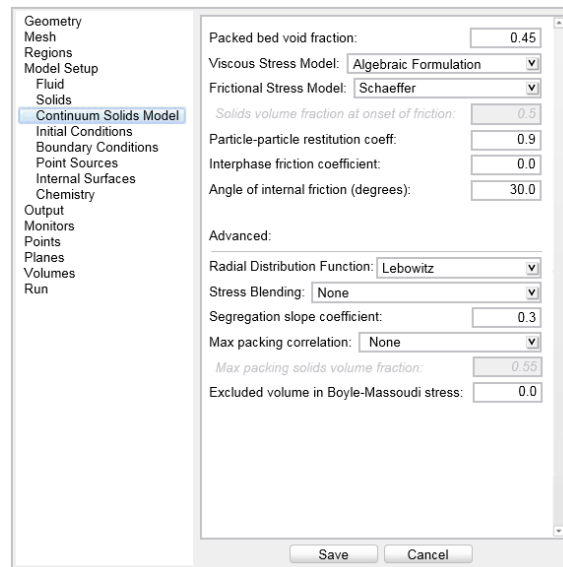 Geometry
Mesh
Regions
Model Setup
Fluid
Solids
Continuum Solids Model
Initial Conditions
Boundary Conditions
Point Sources
Internal Surfaces
Chemistry
Output
Monitors
Points
Planes
Volumes
Run
Packed bed void fraction: 0.45
Viscous Stress Model: Algebraic Formulation
Frictional Stress Model: Schaeffer
Solids volume fraction at onset of friction: 0.5
Particle-particle restitution coeff: 0.9
Interphase friction coefficient: 0.0
Angle of internal friction (degrees): 30.0
Advanced:
Radial Distribution Function: Lebowitz
Stress Blending: None
Segregation slope coefficient: 0.3
Max packing correlation: None
Max packing solids volume fraction: 0.55
Excluded volume in Boyle-Massoudi stress: 0.0
Save Cancel